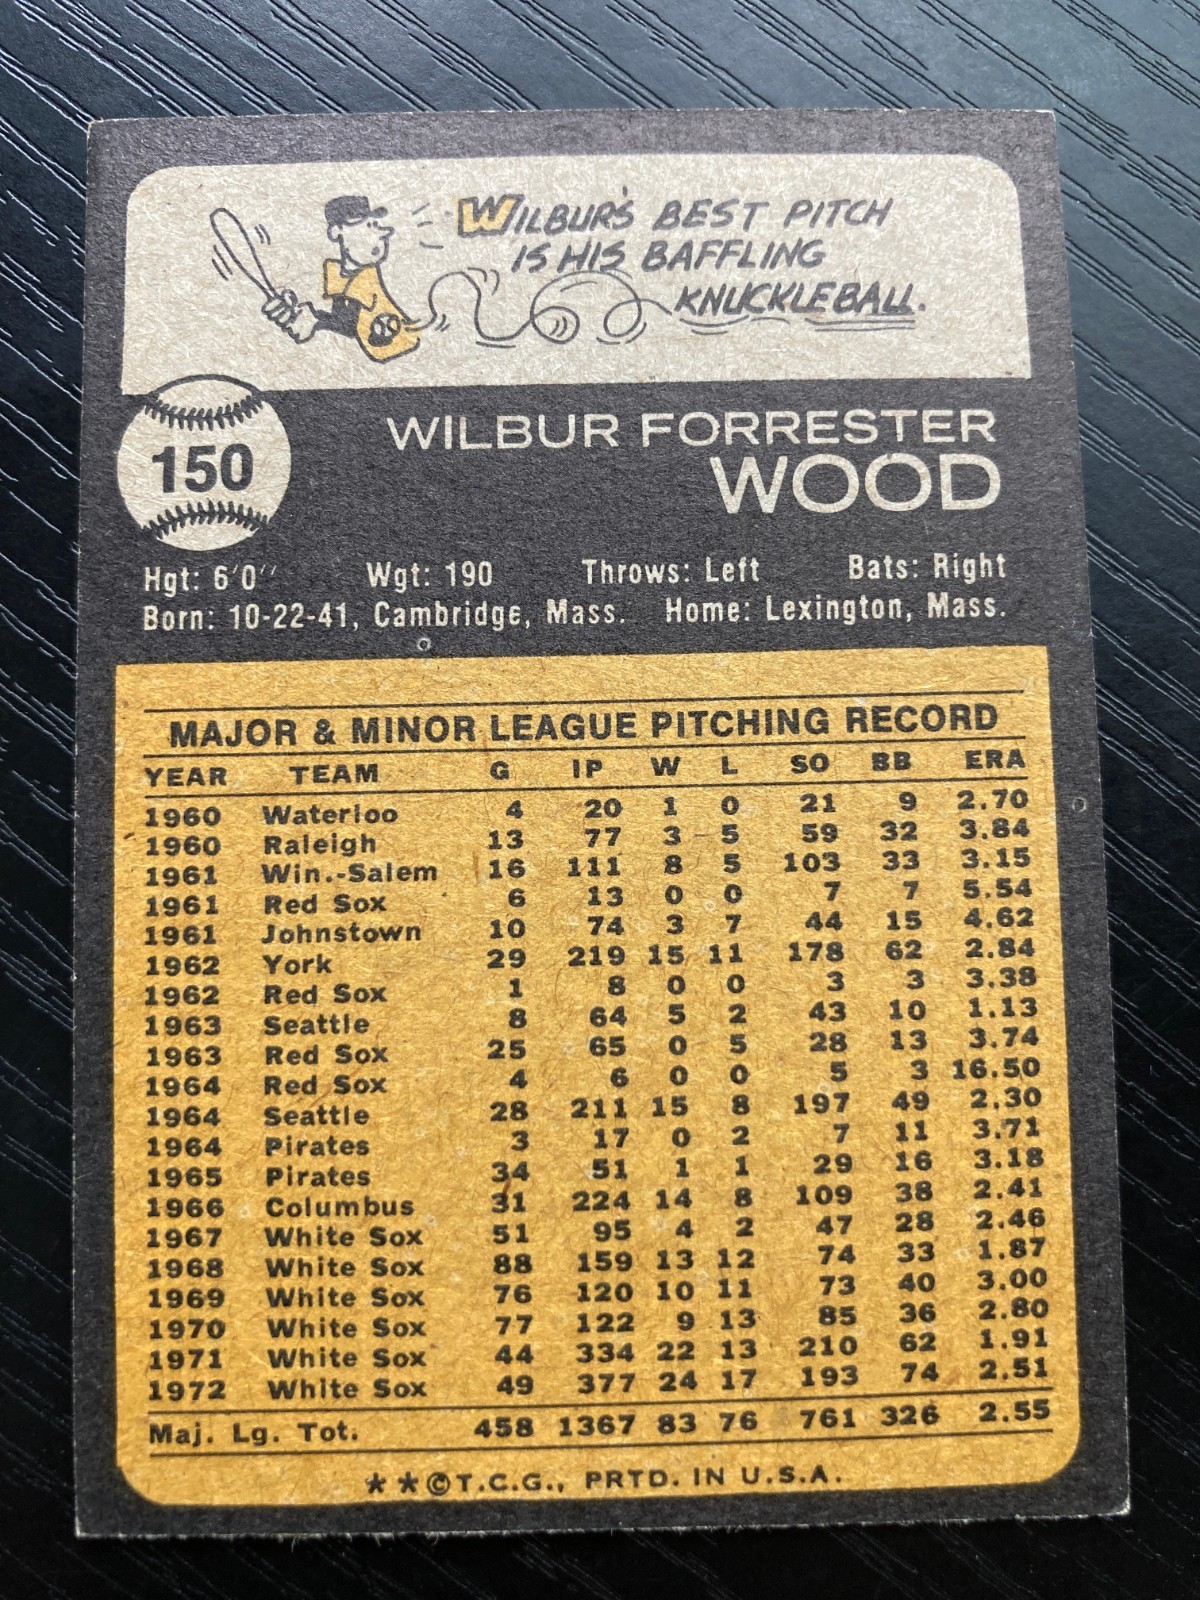 WILBUR'S BEST PITCH
IS HIS BAFFLING
KNUCKLEBALL.
150
WILBUR FORRESTER
WOOD
Hgt: 6'0" Wgt: 190 Throws: Left Bats: Right
Born: 10-22-41, Cambridge, Mass. Home: Lexington, Mass.
MAJOR & MINOR LEAGUE PITCHING RECORD
YEAR TEAM G IP W L SO BB ERA
1960 Waterloo 4 20 1 0 21 9 2.70
1960 Raleigh 13 77 3 5 59 32 3.84
1961 Win.-Salem 16 111 8 5 103 33 3.15
1961 Red Sox 6 13 0 0 7 7 5.54
1961 Johnstown 10 74 3 7 44 15 4.62
1962 York 29 219 15 11 178 62 2.84
1962 Red Sox 1 8 0 0 3 3 3.38
1963 Seattle 8 64 5 2 43 10 1.13
1963 Red Sox 25 65 0 5 28 13 3.74
1964 Red Sox 4 6 0 0 5 3 16.50
1964 Seattle 28 211 15 8 197 49 2.30
1964 Pirates 3 17 0 2 7 11 3.71
1965 Pirates 34 51 1 1 29 16 3.18
1966 Columbus 31 224 14 8 109 38 2.41
1967 White Sox 51 95 4 2 47 28 2.46
1968 White Sox 88 159 13 12 74 33 1.87
1969 White Sox 76 120 10 11 73 40 3.00
1970 White Sox 77 122 9 13 85 36 2.80
1971 White Sox 44 334 22 13 210 62 1.91
1972 White Sox 49 377 24 17 193 74 2.51
Maj. Lg. Tot. 458 1367 83 76 761 326 2.55
★★©T.C.G., PRTD. IN U.S.A.